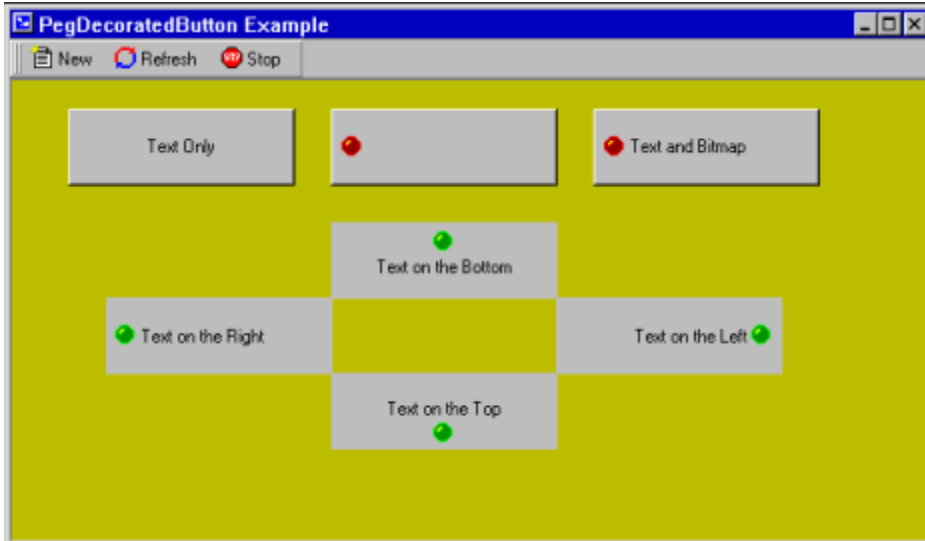 PegDecoratedButton Example
New Refresh Stop
Text Only
Text and Bitmap
Text on the Bottom
Text on the Right
Text on the Left
Text on the Top